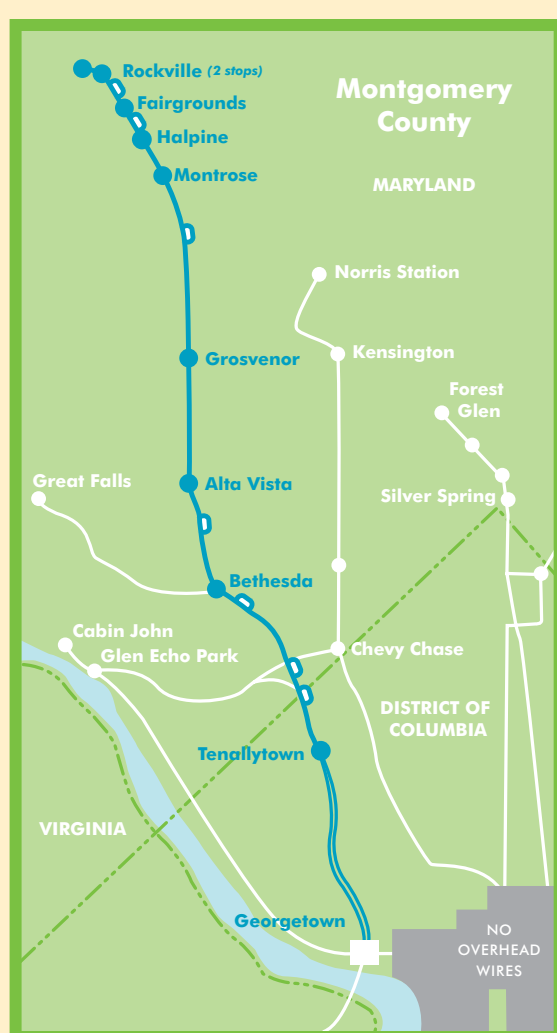 Rockville (2 stops)
Fairgrounds
Halpine
Montrose
Montgomery
County
MARYLAND
Norris Station
Grosvenor
Kensington
Forest
Glen
Great Falls
Alta Vista
Silver Spring
Bethesda
Cabin John
Glen Echo Park
Chevy Chase
DISTRICT OF
COLUMBIA
Tenallytown
VIRGINIA
Georgetown
NO
OVERHEAD
WIRES